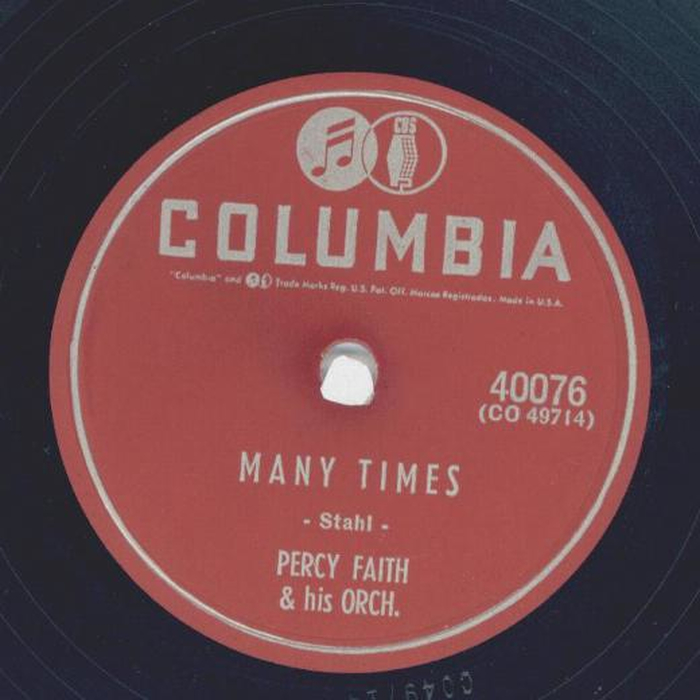 CBS
COLUMBIA
"Columbia" and Trade Marks Reg. U.S. Pat. Off. Marcas Registradas. Made in U.S.A.
40076
(CO 49714)
MANY TIMES
- Stahl -
PERCY FAITH
& his ORCH.